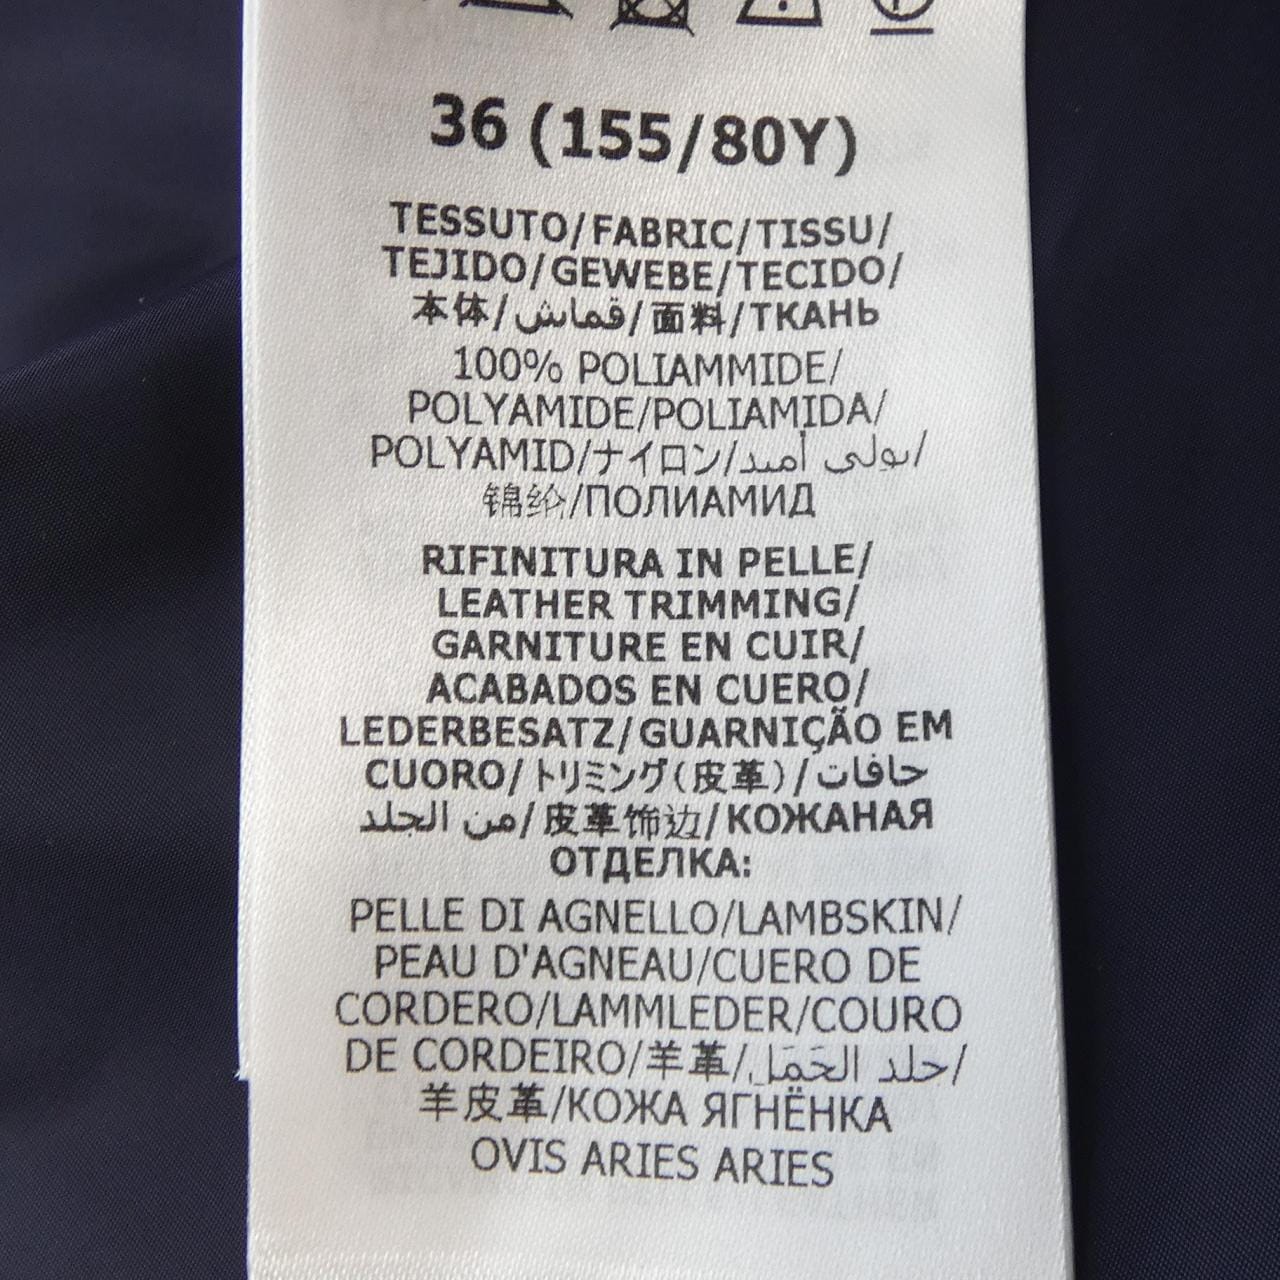 36 (155/80Y)
TESSUTO/FABRIC/TISSU/
TEJIDO/GEWEBE/TECIDO/
本体/قماش/面料/ТКАНЬ
100% POLIAMMIDE/
POLYAMIDE/POLIAMIDA/
POLYAMID/ナイロン/بولي أميد/
锦纶/ПОЛИАМИД
RIFINITURA IN PELLE/
LEATHER TRIMMING/
GARNITURE EN CUIR/
ACABADOS EN CUERO/
LEDERBESATZ/GUARNIÇÃO EM
CUORO/トリミング(皮革)/حافات
من الجلد/皮革饰边/КОЖАНАЯ
ОТДЕЛКА:
PELLE DI AGNELLO/LAMBSKIN/
PEAU D'AGNEAU/CUERO DE
CORDERO/LAMMLEDER/COURO
DE CORDEIRO/羊革/جلد الحَمَل/
羊皮革/КОЖА ЯГНЁНКА
OVIS ARIES ARIES